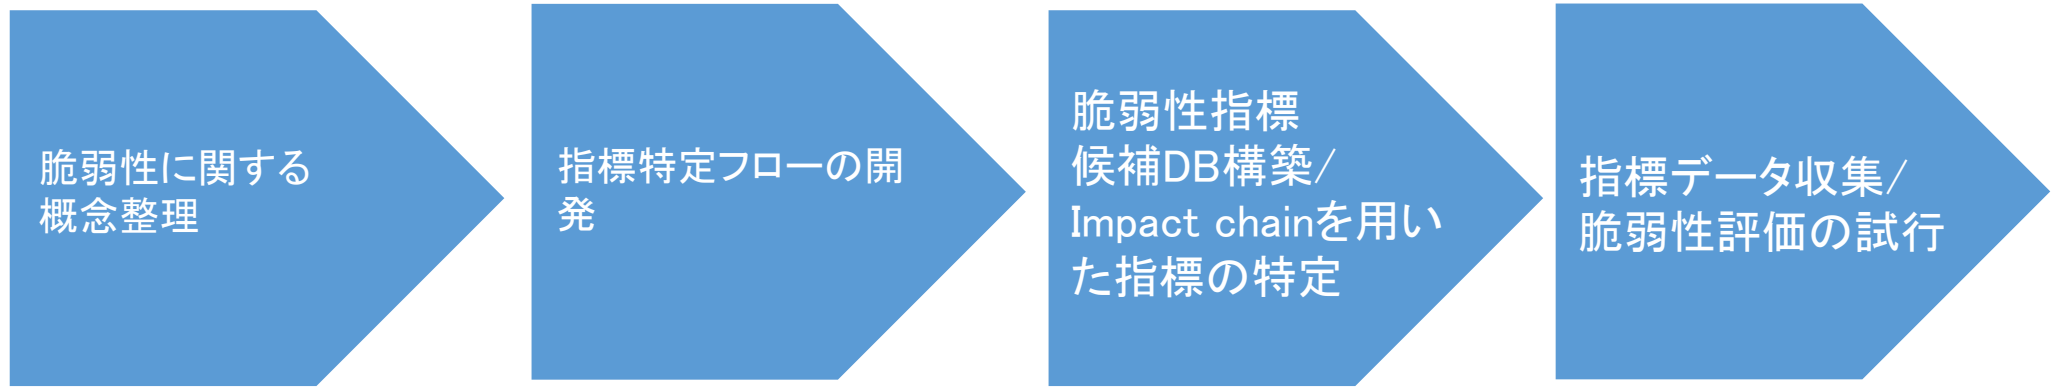 脆弱性に関する
概念整理
指標特定フローの開
発
脆弱性指標
候補DB構築/
Impact chainを用い
た指標の特定
指標データ収集/
脆弱性評価の試行